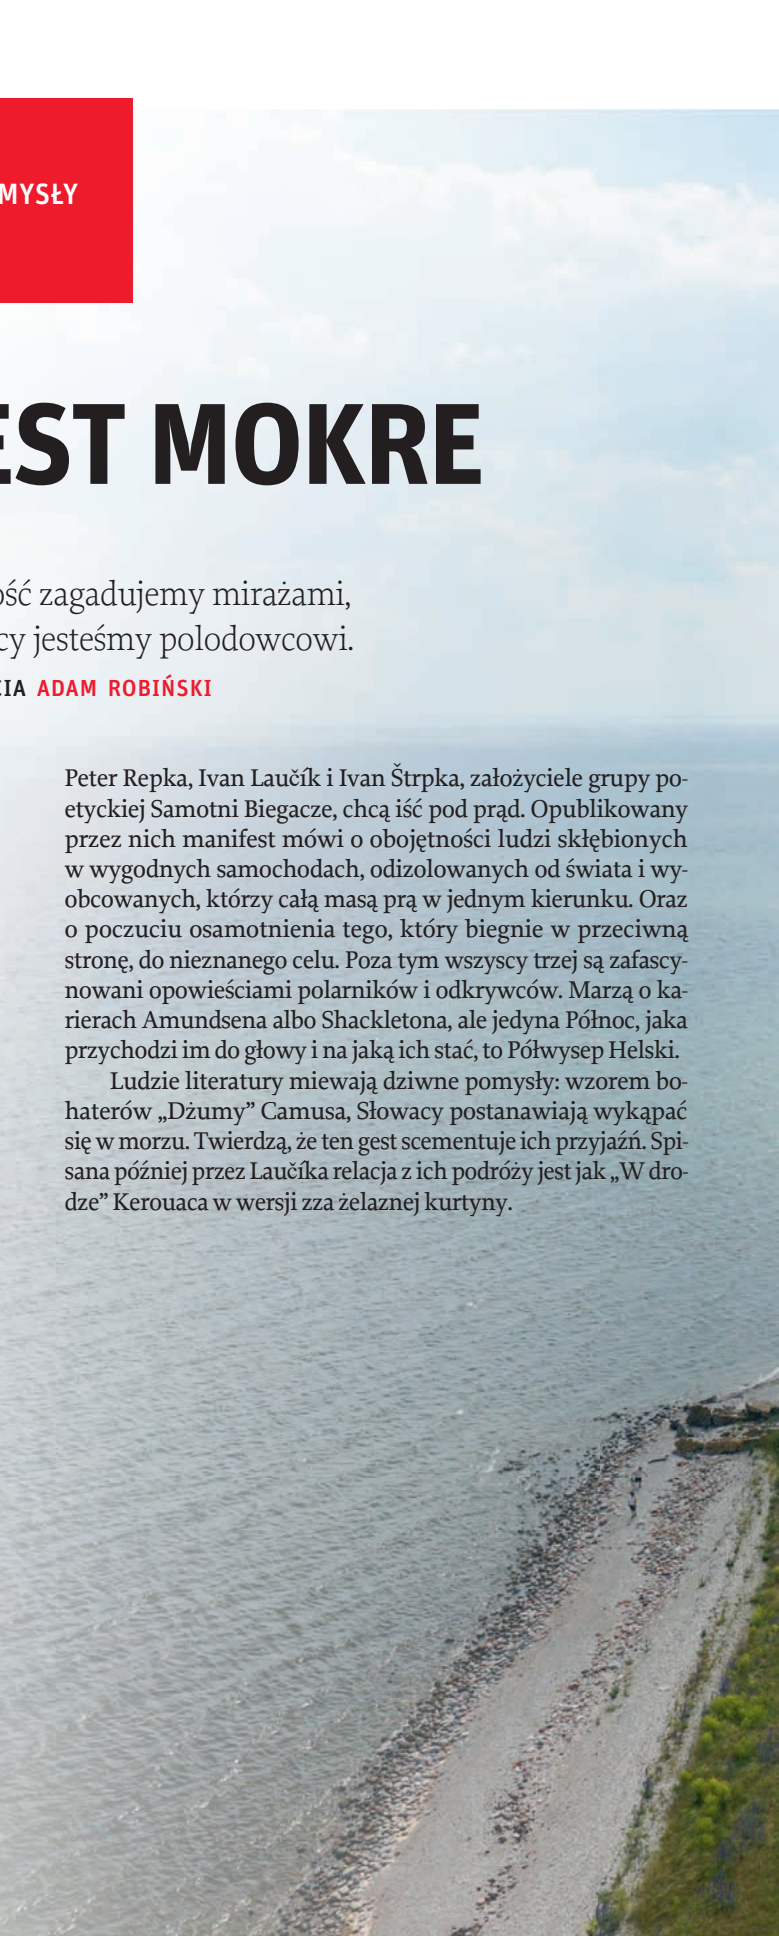 MYSŁY
EST MOKRE
ość zagadujemy mirażami,
cy jesteśmy polodowcowi.
CIA ADAM ROBIŃSKI
Peter Repka, Ivan Laučík i Ivan Štrpka, założyciele grupy po-
etyckiej Samotni Biegacze, chcą iść pod prąd. Opublikowany
przez nich manifest mówi o obojętności ludzi skłębionych
w wygodnych samochodach, odizolowanych od świata i wy-
obcowanych, którzy całą masą prą w jednym kierunku. Oraz
o poczuciu osamotnienia tego, który biegnie w przeciwną
stronę, do nieznanego celu. Poza tym wszyscy trzej są zafascy-
nowani opowieściami polarników i odkrywców. Marzą o ka-
rierach Amundsena albo Shackletona, ale jedyna Północ, jaka
przychodzi im do głowy i na jaką ich stać, to Półwysep Helski.
Ludzie literatury miewają dziwne pomysły: wzorem bo-
haterów „Dżumy” Camusa, Słowacy postanawiają wykąpać
się w morzu. Twierdzą, że ten gest scementuje ich przyjaźń. Spi-
sana później przez Laučíka relacja z ich podróży jest jak „W dro-
dze” Kerouaca w wersji zza żelaznej kurtyny.